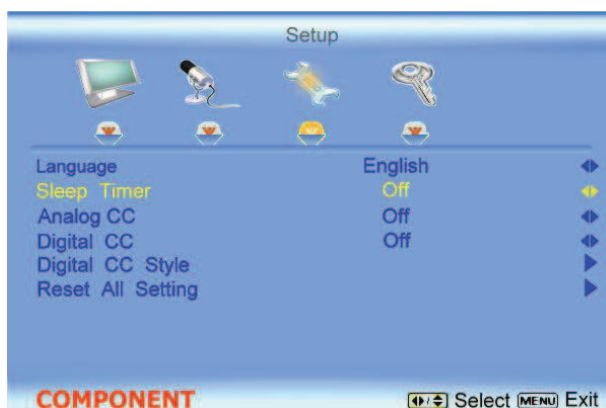 Setup
Language English
Sleep Timer Off
Analog CC Off
Digital CC Off
Digital CC Style
Reset All Setting
COMPONENT Select MENU Exit